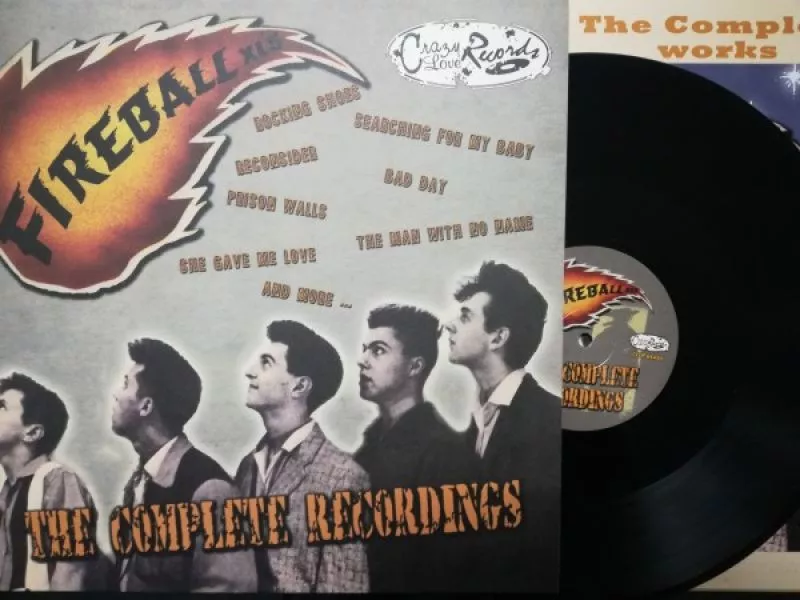 FIREBALL XL5
Crazy
Love
Records
ROCKING SHOES
SEARCHING FOR MY BABY
RECONSIDER
BAD DAY
PRISON WALLS
THE MAN WITH NO NAME
SHE GAVE ME LOVE
AND MORE ...
THE COMPLETE RECORDINGS
The Comple
works
REBALL
COMPLETE
ORDINGS